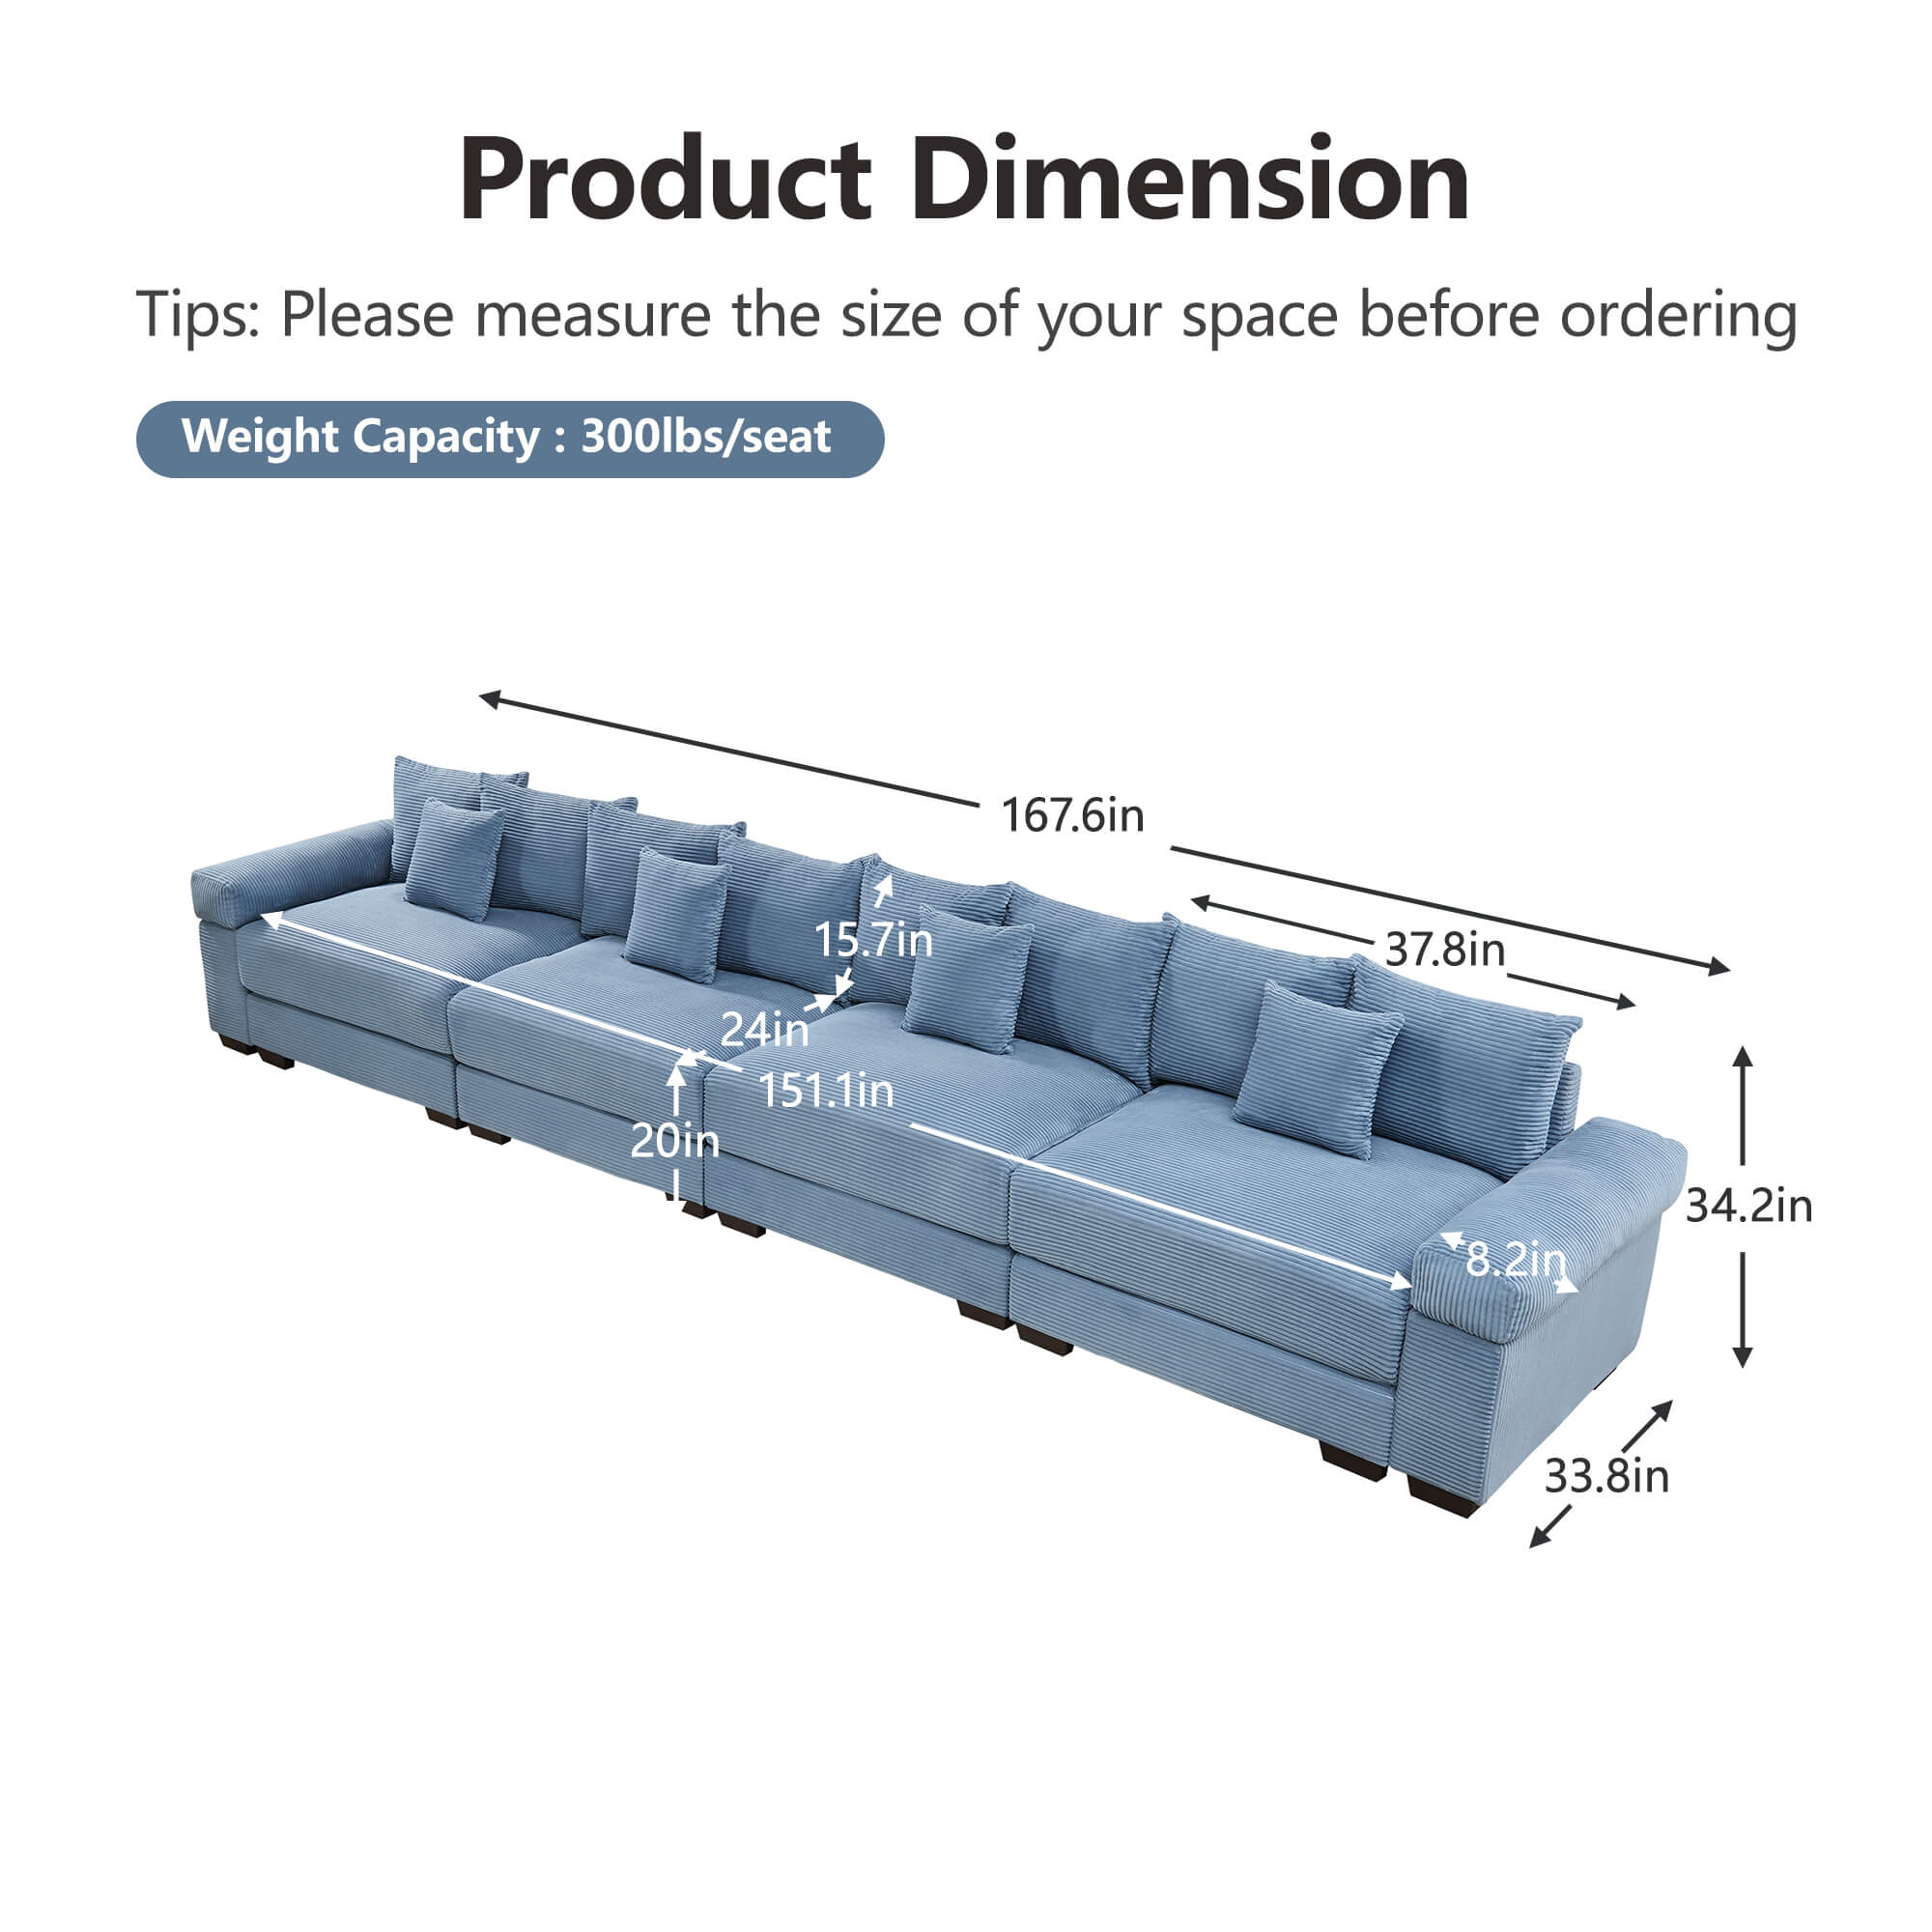 Product Dimension
Tips: Please measure the size of your space before ordering
Weight Capacity : 300lbs/seat
167.6in
37.8in
15.7in
24in
151.1in
20in
34.2in
8.2in
33.8in